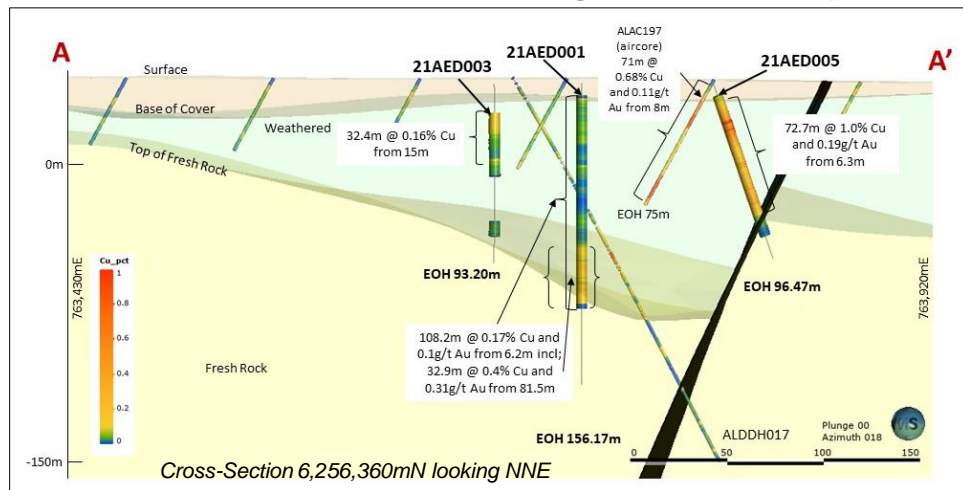 A
A'
Surface
Base of Cover
Weathered
Top of Fresh Rock
0m
21AED003
21AED001
21AED005
ALAC197
(aircore)
71m @
0.68% Cu
and 0.11g/t
Au from 8m
32.4m @ 0.16% Cu
from 15m
72.7m @ 1.0% Cu
and 0.19g/t Au
from 6.3m
EOH 75m
EOH 93.20m
EOH 96.47m
763,430mE
763,920mE
Cu_pct
1
0.8
0.6
0.4
0.2
0
108.2m @ 0.17% Cu and
0.1g/t Au from 6.2m incl;
32.9m @ 0.4% Cu and
0.31g/t Au from 81.5m
Fresh Rock
EOH 156.17m
ALDDH017
Plunge 00
Azimuth 018
0
50
100
150
-150m
Cross-Section 6,256,360mN looking NNE